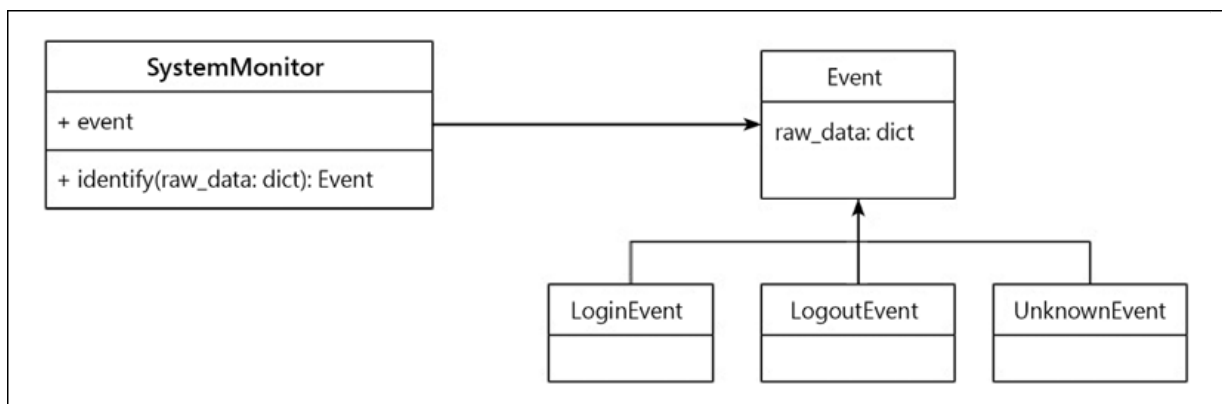 SystemMonitor
+ event
+ identify(raw_data: dict): Event
Event
raw_data: dict
LoginEvent
LogoutEvent
UnknownEvent